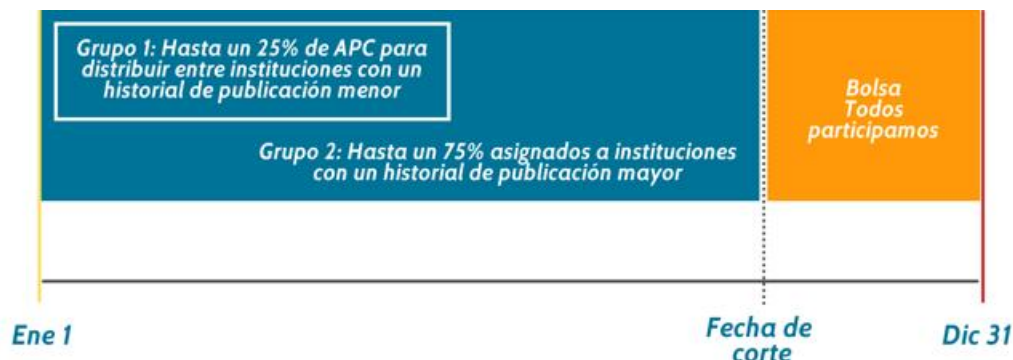 Grupo 1: Hasta un 25% de APC para
distribuir entre instituciones con un
historial de publicación menor
Grupo 2: Hasta un 75% asignados a instituciones
con un historial de publicación mayor
Bolsa
Todos
participamos
Ene 1
Fecha de
corte
Dic 31